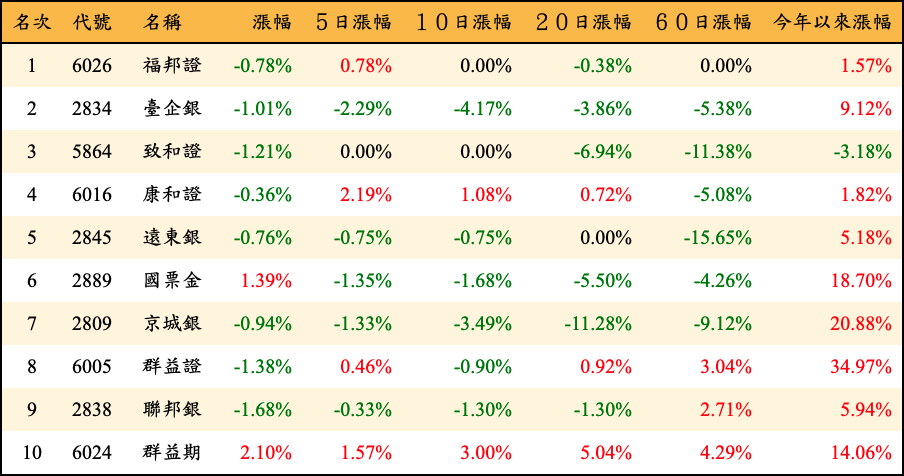 名次 代號 名稱 漲幅 5日漲幅 10日漲幅 20日漲幅 60日漲幅 今年以來漲幅
1 6026 福邦證 -0.78% 0.78% 0.00% -0.38% 0.00% 1.57%
2 2834 臺企銀 -1.01% -2.29% -4.17% -3.86% -5.38% 9.12%
3 5864 致和證 -1.21% 0.00% 0.00% -6.94% -11.38% -3.18%
4 6016 康和證 -0.36% 2.19% 1.08% 0.72% -5.08% 1.82%
5 2845 遠東銀 -0.76% -0.75% -0.75% 0.00% -15.65% 5.18%
6 2889 國票金 1.39% -1.35% -1.68% -5.50% -4.26% 18.70%
7 2809 京城銀 -0.94% -1.33% -3.49% -11.28% -9.12% 20.88%
8 6005 群益證 -1.38% 0.46% -0.90% 0.92% 3.04% 34.97%
9 2838 聯邦銀 -1.68% -0.33% -1.30% -1.30% 2.71% 5.94%
10 6024 群益期 2.10% 1.57% 3.00% 5.04% 4.29% 14.06%